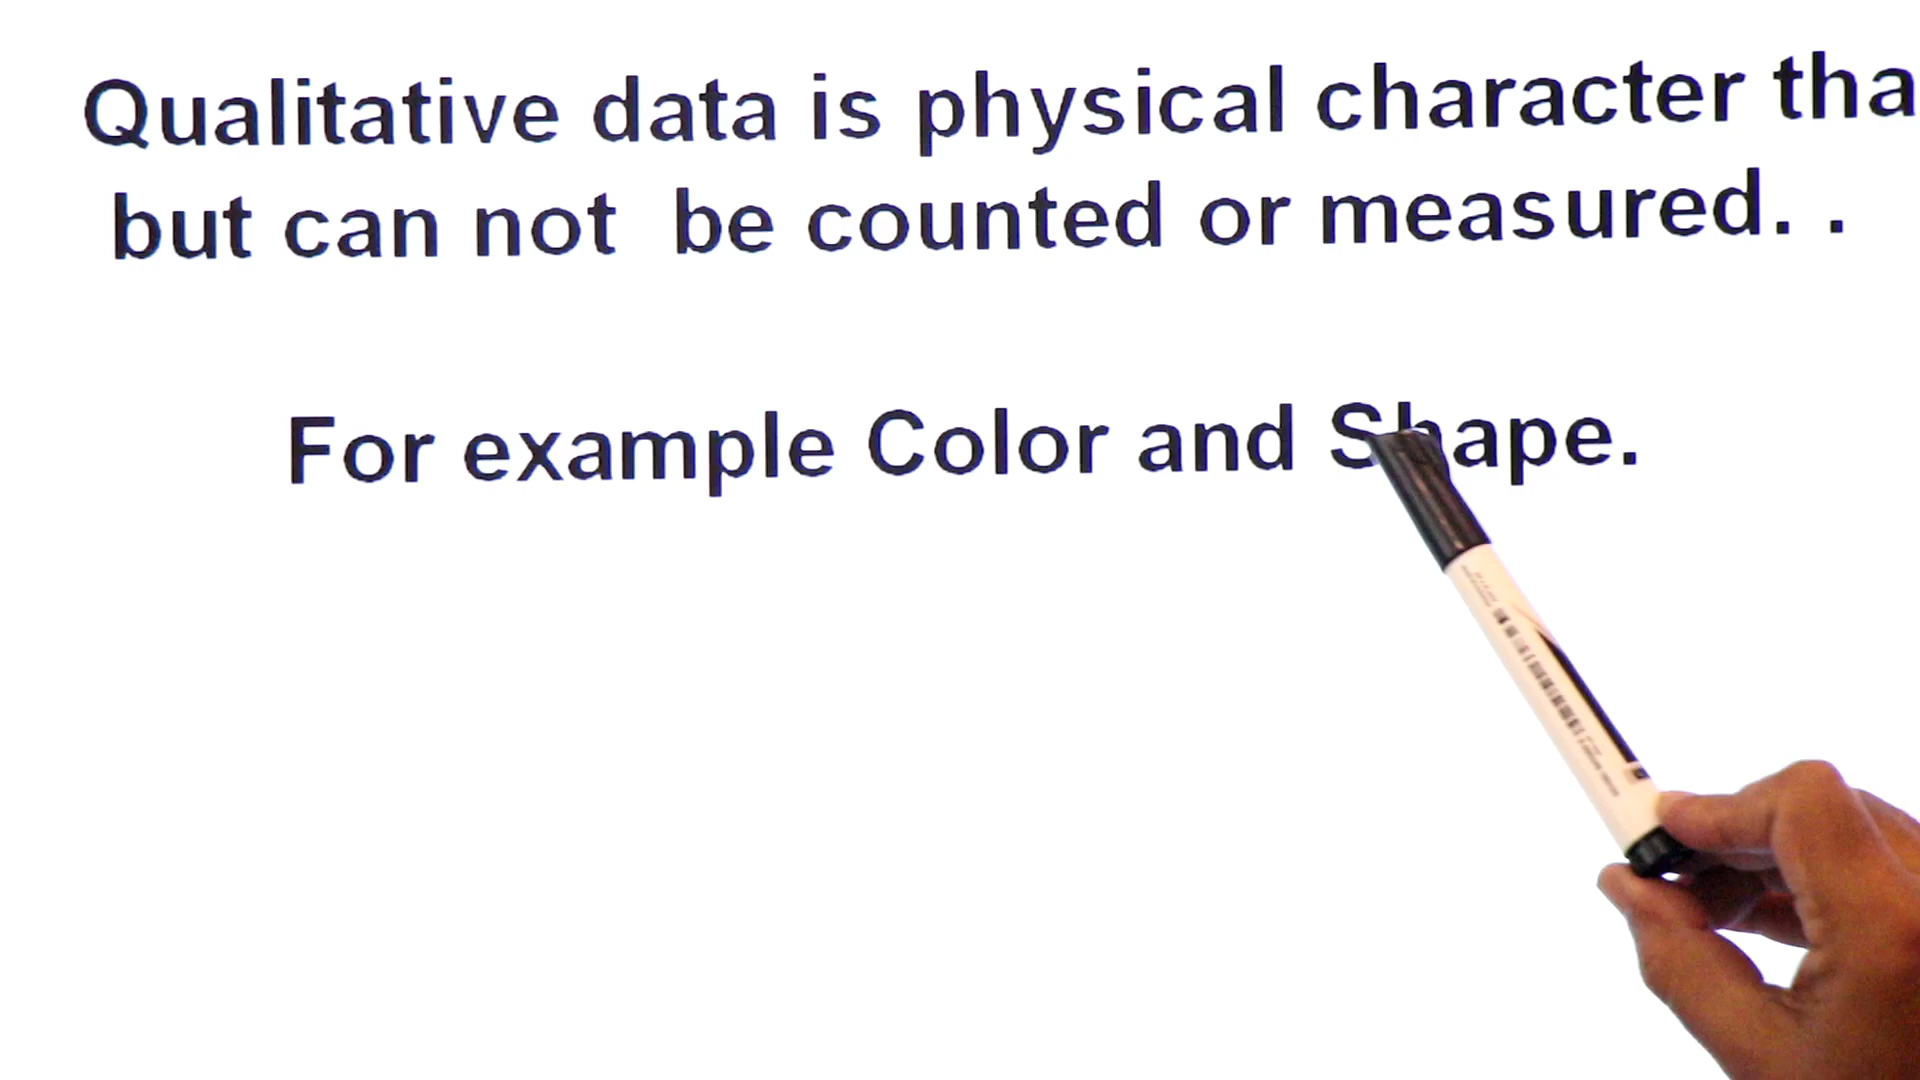 Qualitative data is physical character tha
but can not be counted or measured. .
For example Color and Shape.